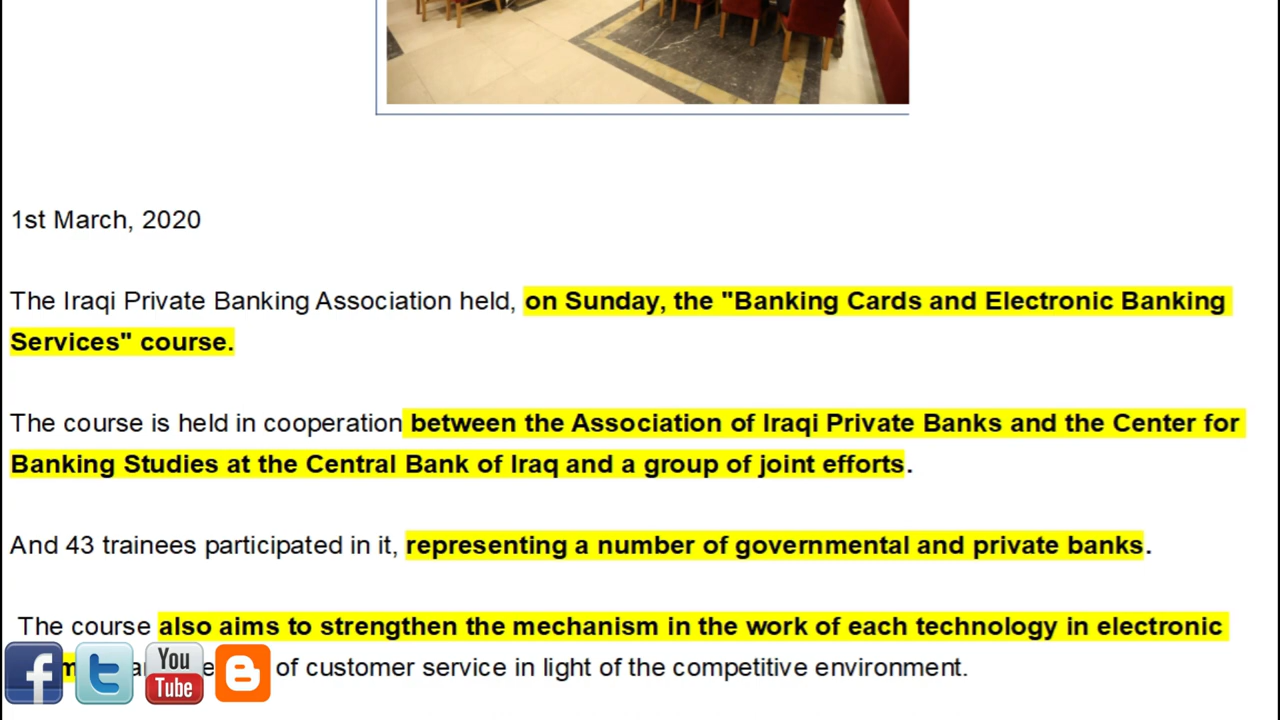 1st March, 2020
The Iraqi Private Banking Association held, on Sunday, the "Banking Cards and Electronic Banking
Services" course.
The course is held in cooperation between the Association of Iraqi Private Banks and the Center for
Banking Studies at the Central Bank of Iraq and a group of joint efforts.
And 43 trainees participated in it, representing a number of governmental and private banks.
The course also aims to strengthen the mechanism in the work of each technology in electronic
of customer service in light of the competitive environment.
f t You Tube B